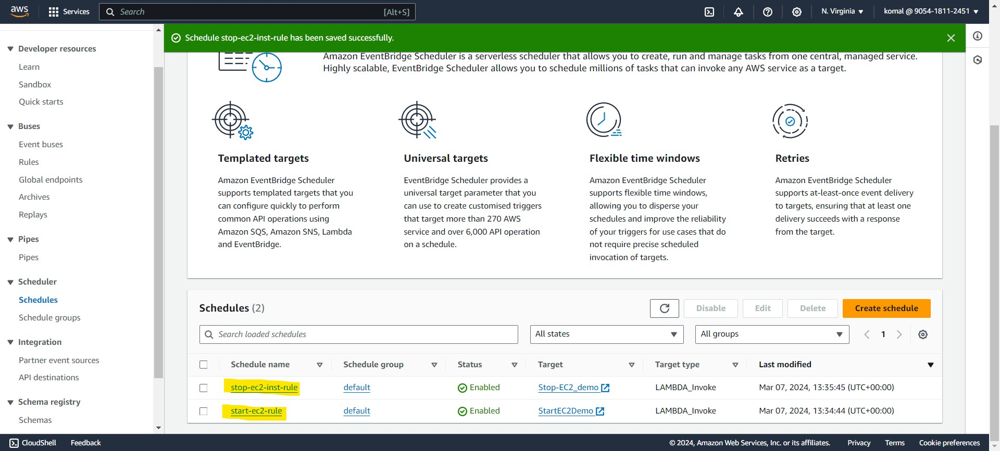 aws
Services
Search
[Alt+S]
N. Virginia
komal @ 9054-1811-2451
Developer resources
Learn
Sandbox
Quick starts
Buses
Event buses
Rules
Global endpoints
Archives
Replays
Pipes
Pipes
Scheduler
Schedules
Schedule groups
Integration
Partner event sources
API destinations
Schema registry
Schemas
Schedule stop-ec2-inst-rule has been saved successfully.
Amazon EventBridge Scheduler is a serverless scheduler that allows you to create, run and manage tasks from one central, managed service.
Highly scalable, EventBridge Scheduler allows you to schedule millions of tasks that can invoke any AWS service as a target.
Templated targets
Amazon EventBridge Scheduler
supports templated targets that you
can configure quickly to perform
common API operations using
Amazon SQS, Amazon SNS, Lambda
and EventBridge.
Universal targets
EventBridge Scheduler provides a
universal target parameter that you
can use to create customised triggers
that target more than 270 AWS
service and over 6,000 API operation
on a schedule.
Flexible time windows
Amazon EventBridge Scheduler
supports flexible time windows,
allowing you to disperse your
schedules and improve the reliability
of your triggers for use cases that do
not require precise scheduled
invocation of targets.
Retries
Amazon EventBridge Scheduler
supports at-least-once event delivery
to targets, ensuring that at least one
delivery succeeds with a response
from the target.
Schedules (2)
Disable
Edit
Delete
Create schedule
Search loaded schedules
All states
All groups
1
Schedule name Schedule group Status Target Target type Last modified
stop-ec2-inst-rule default Enabled Stop-EC2_demo LAMBDA_Invoke Mar 07, 2024, 13:35:45 (UTC+00:00)
start-ec2-rule default Enabled StartEC2Demo LAMBDA_Invoke Mar 07, 2024, 13:34:44 (UTC+00:00)
CloudShell Feedback © 2024, Amazon Web Services, Inc. or its affiliates. Privacy Terms Cookie preferences